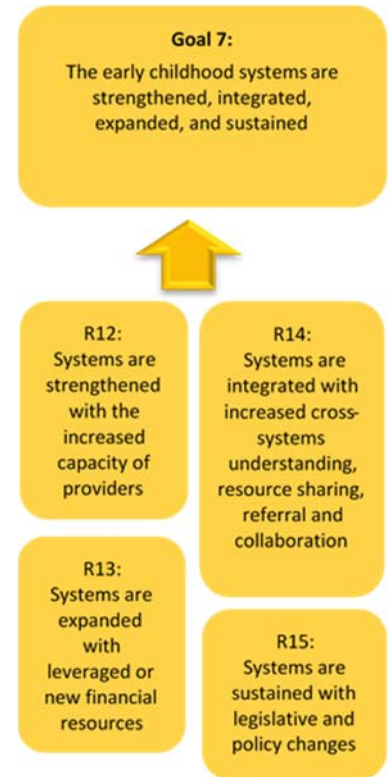 Goal 7:
The early childhood systems are
strengthened, integrated,
expanded, and sustained
R12:
Systems are
strengthened
with the
increased
capacity of
providers
R13:
Systems are
expanded
with
leveraged or
new financial
resources
R14:
Systems are
integrated with
increased cross-
systems
understanding,
resource sharing,
referral and
collaboration
R15:
Systems are
sustained with
legislative and
policy changes